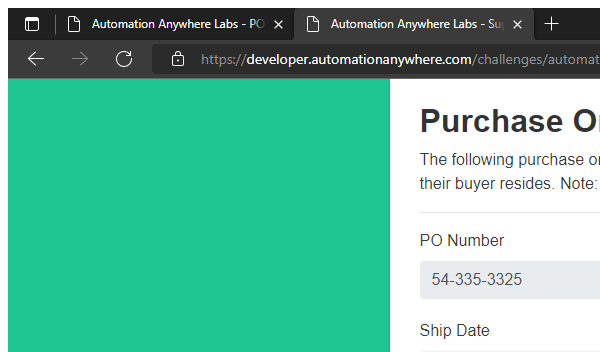 Automation Anywhere Labs - PO
Automation Anywhere Labs - Su
https://developer.automationanywhere.com/challenges/automat
Purchase O
The following purchase o
their buyer resides. Note:
PO Number
54-335-3325
Ship Date